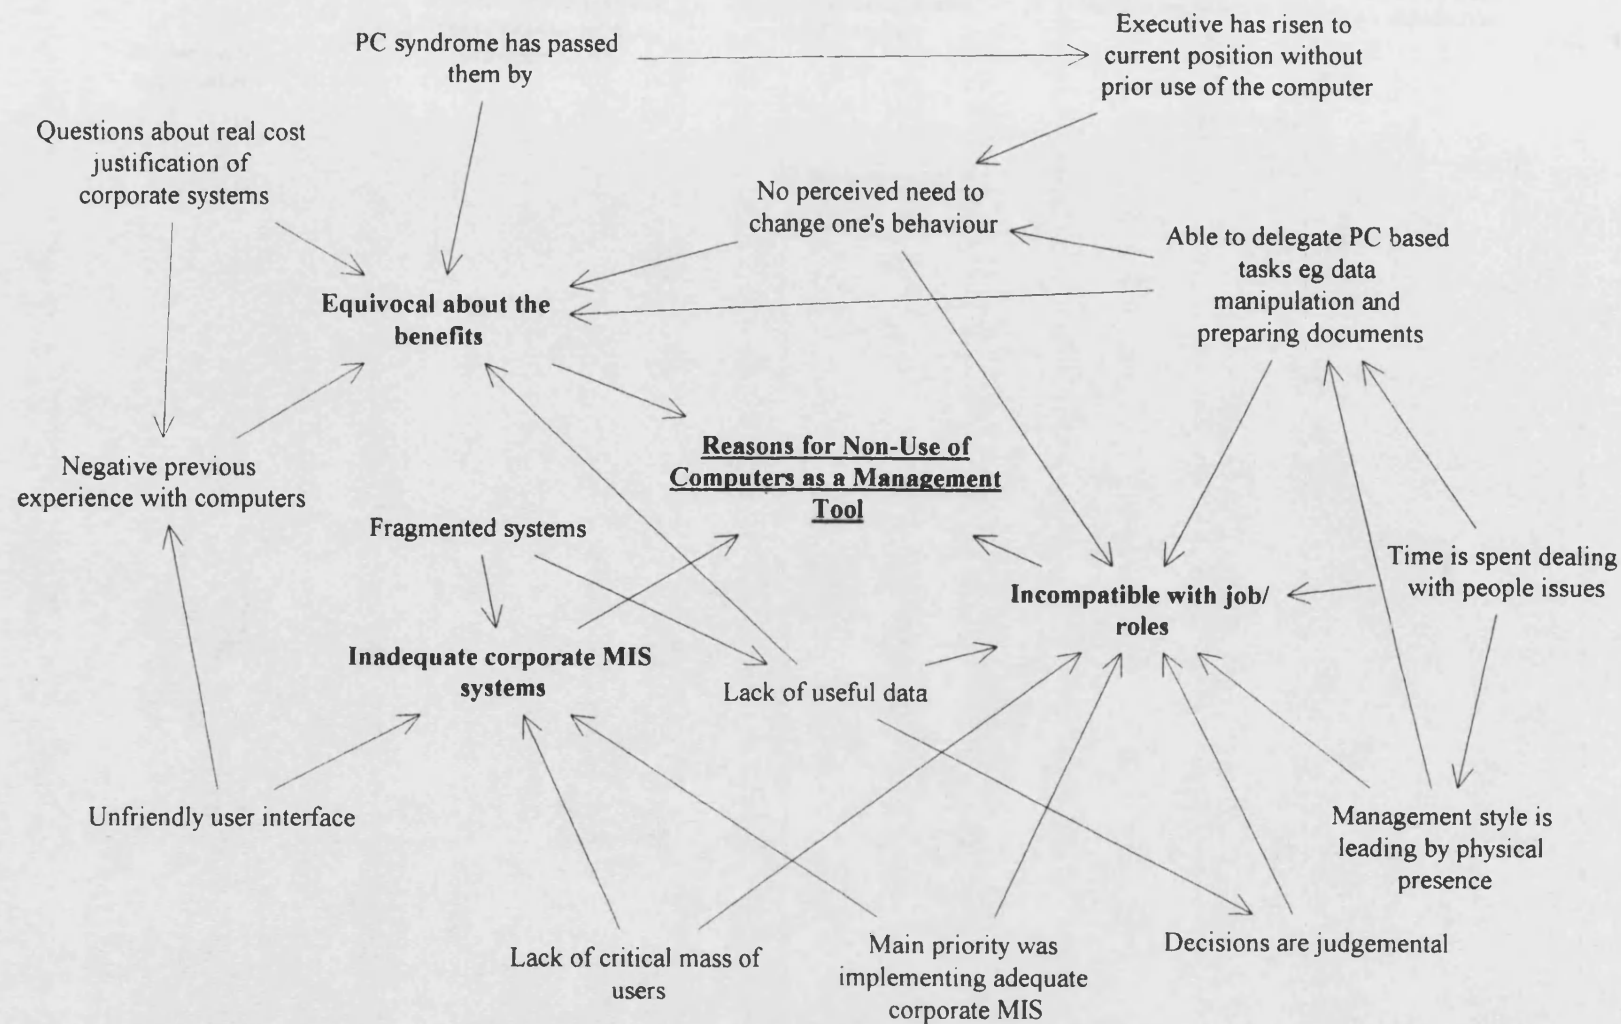 PC syndrome has passed
them by
Executive has risen to
current position without
prior use of the computer
Questions about real cost
justification of
corporate systems
No perceived need to
change one's behaviour
Able to delegate PC based
tasks eg data
manipulation and
preparing documents
Equivocal about the
benefits
Reasons for Non-Use of
Computers as a Management
Tool
Negative previous
experience with computers
Fragmented systems
Time is spent dealing
with people issues
Incompatible with job/
roles
Inadequate corporate MIS
systems
Lack of useful data
Unfriendly user interface
Management style is
leading by physical
presence
Lack of critical mass of
users
Main priority was
implementing adequate
corporate MIS
Decisions are judgemental